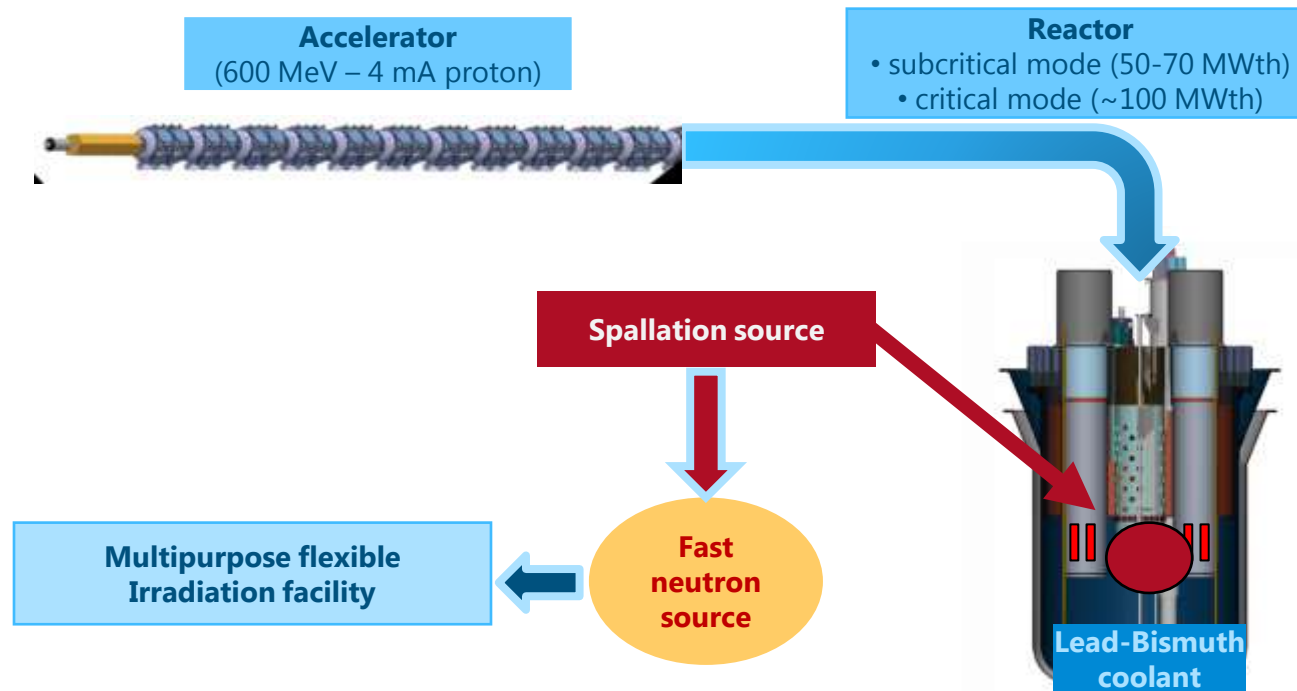 Accelerator
(600 MeV – 4 mA proton)
Reactor
• subcritical mode (50-70 MWth)
• critical mode (~100 MWth)
Spallation source
Fast
neutron
source
Multipurpose flexible
Irradiation facility
Lead-Bismuth
coolant